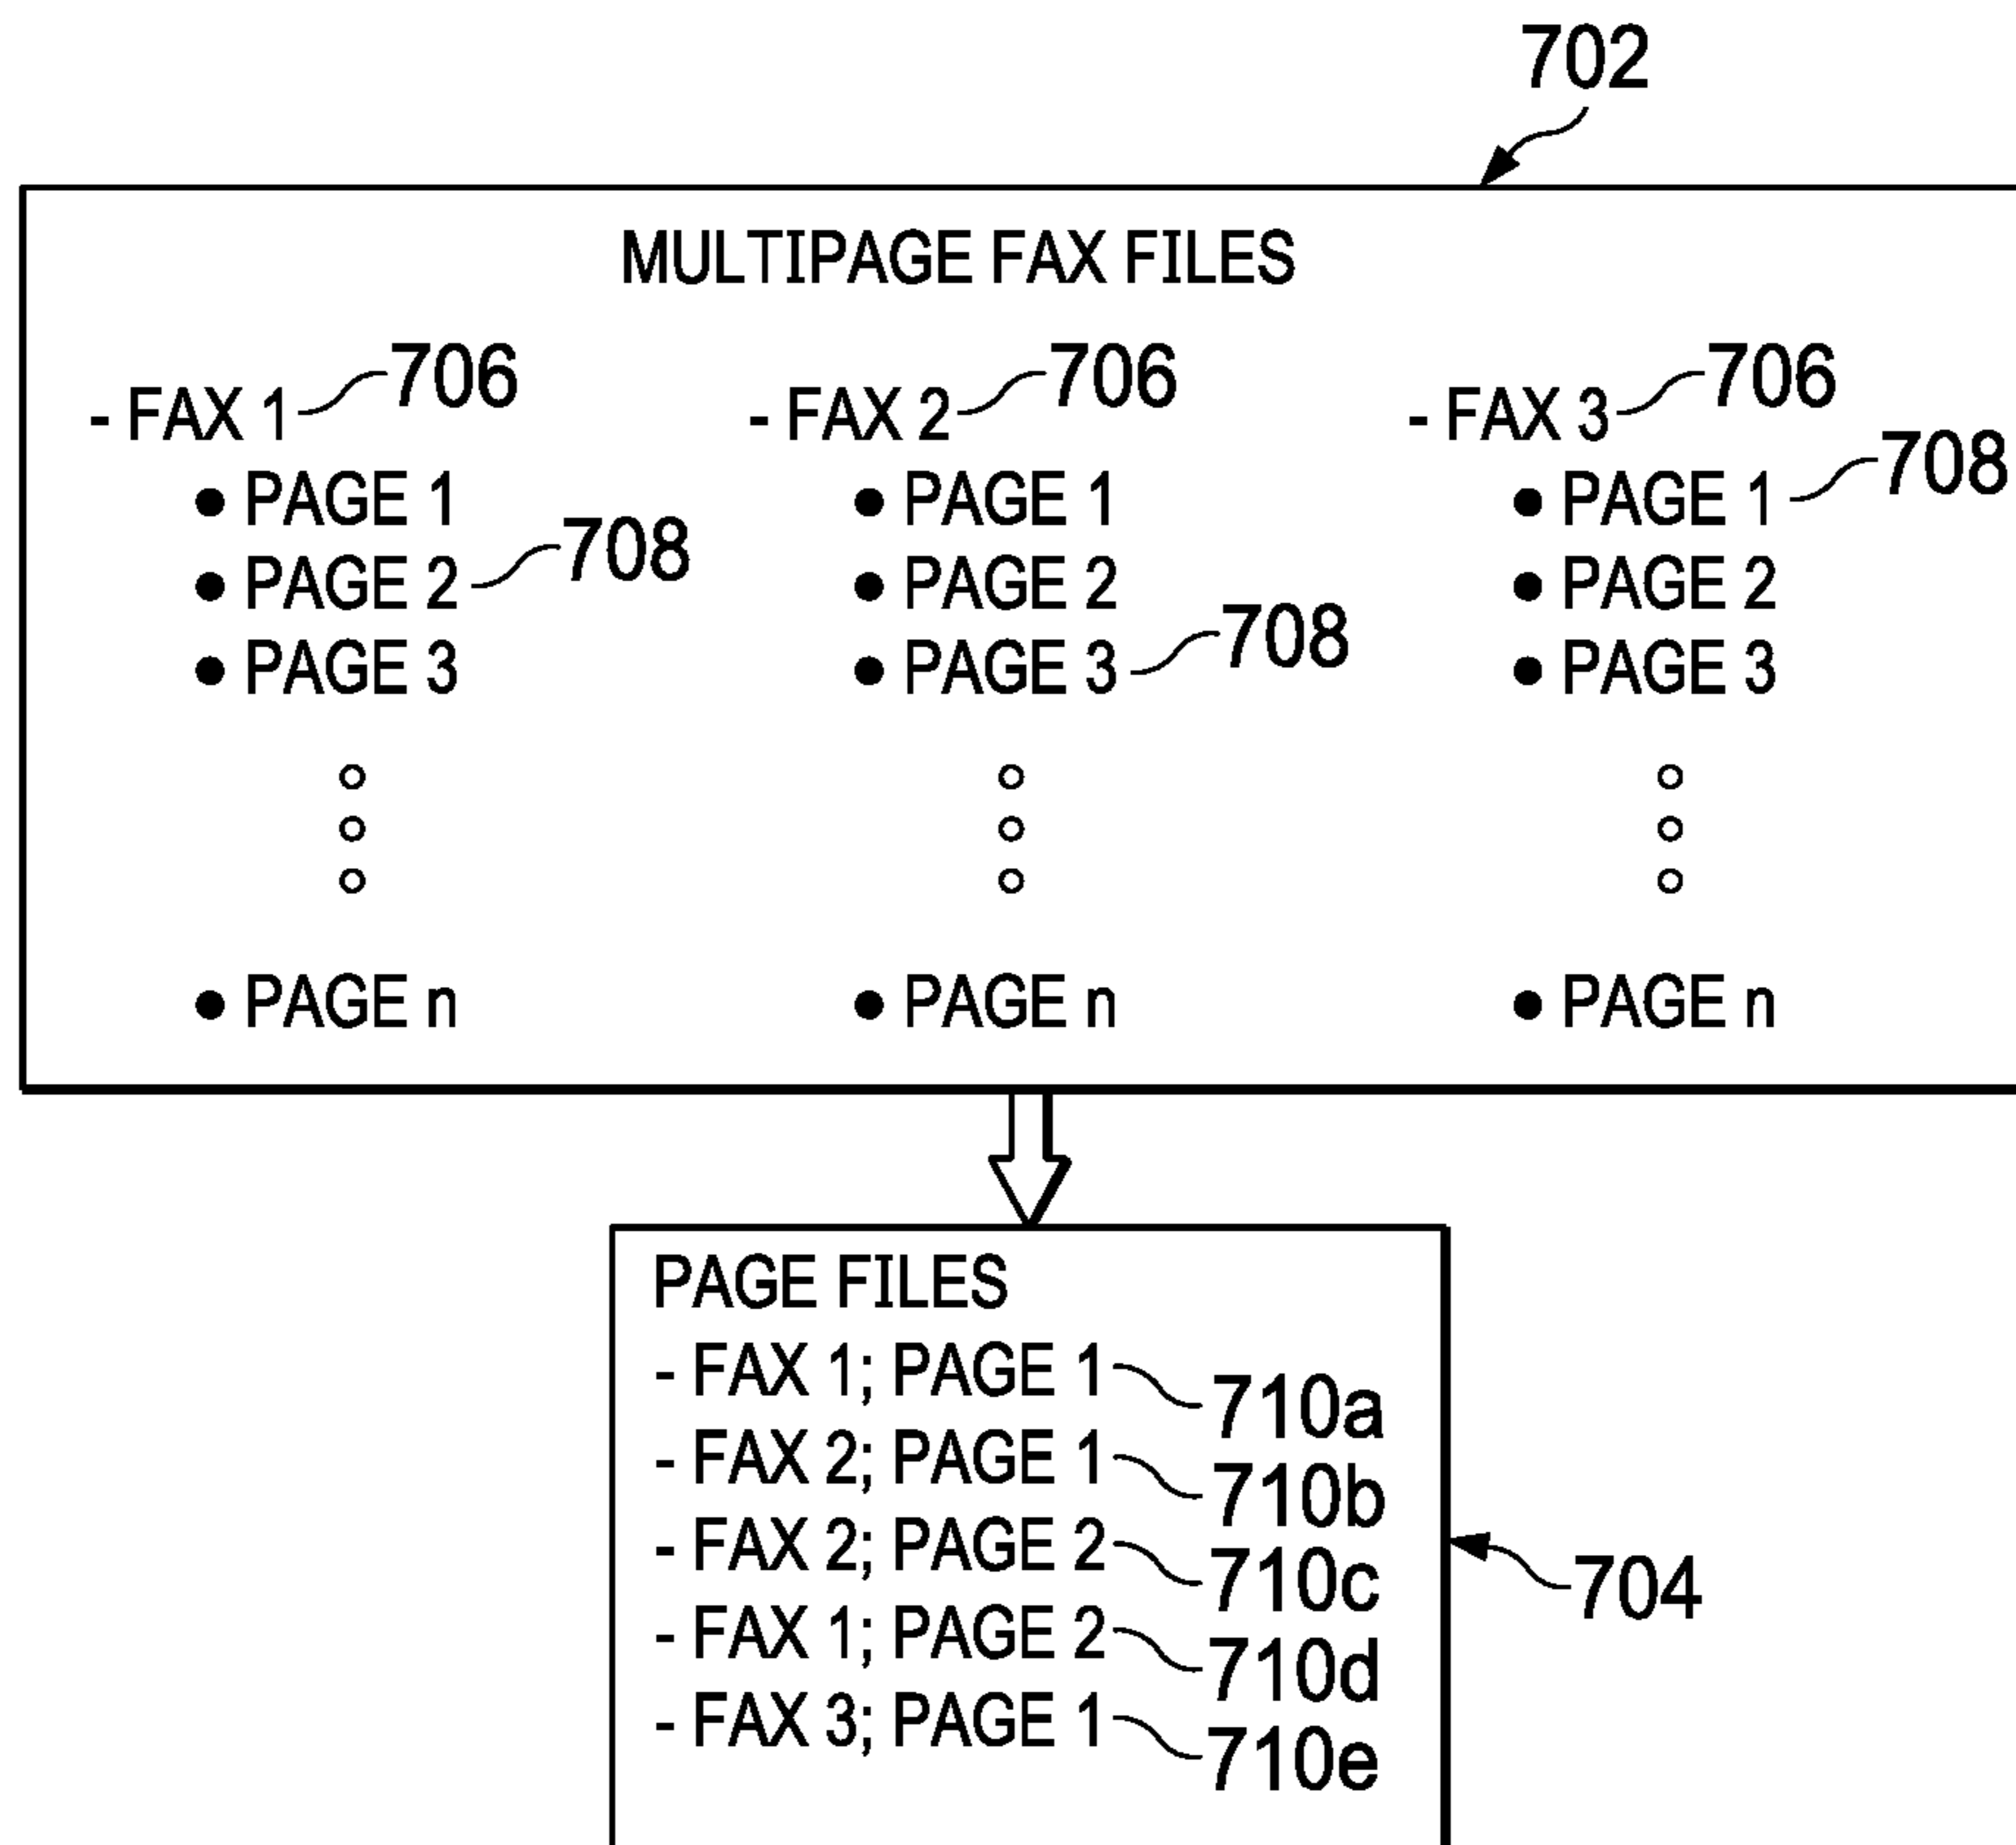 702
MULTIPAGE FAX FILES
- FAX 1 706 - FAX 2 706 - FAX 3 706
● PAGE 1 ● PAGE 1 ● PAGE 1 708
● PAGE 2 708 ● PAGE 2 ● PAGE 2
● PAGE 3 ● PAGE 3 708 ● PAGE 3
● PAGE n ● PAGE n ● PAGE n
PAGE FILES
- FAX 1; PAGE 1 710a
- FAX 2; PAGE 1 710b
- FAX 2; PAGE 2 710c
704
- FAX 1; PAGE 2 710d
- FAX 3; PAGE 1 710e